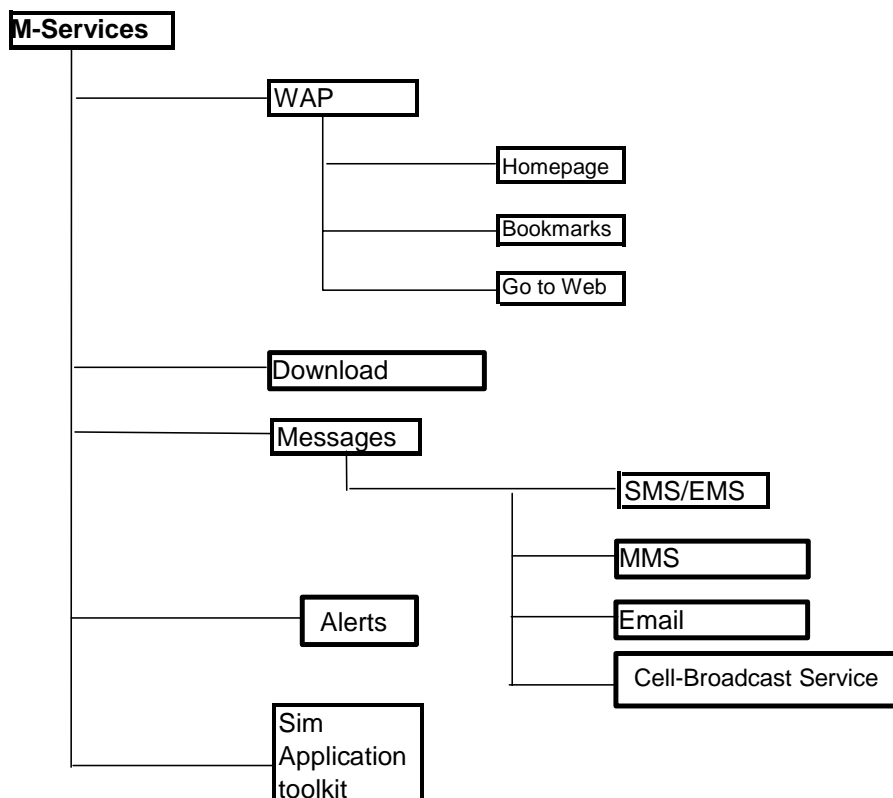 M-Services
WAP
Homepage
Bookmarks
Go to Web
Download
Messages
SMS/EMS
MMS
Email
Alerts
Cell-Broadcast Service
Sim
Application
toolkit